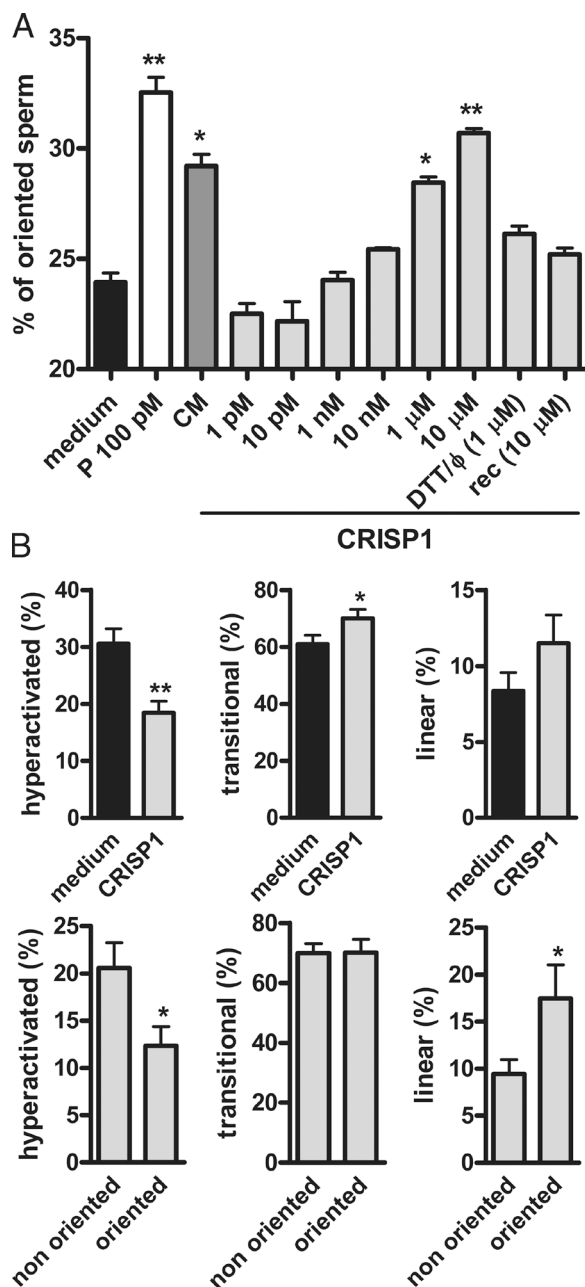 A
% of oriented sperm
35
30
25
20
** * * **
medium
P 100 pM
CM
1 pM
10 pM
1 nM
10 nM
1 μM
10 μM
DTT/ϕ (1 μM)
rec (10 μM)
CRISP1
B
hyperactivated (%)
40
30
20
10
0
**
medium
CRISP1
transitional (%)
80
60
40
20
0
*
medium
CRISP1
linear (%)
15
10
5
0
medium
CRISP1
hyperactivated (%)
25
20
15
10
5
0
*
non oriented
oriented
transitional (%)
80
60
40
20
0
non oriented
oriented
linear (%)
25
20
15
10
5
0
*
non oriented
oriented